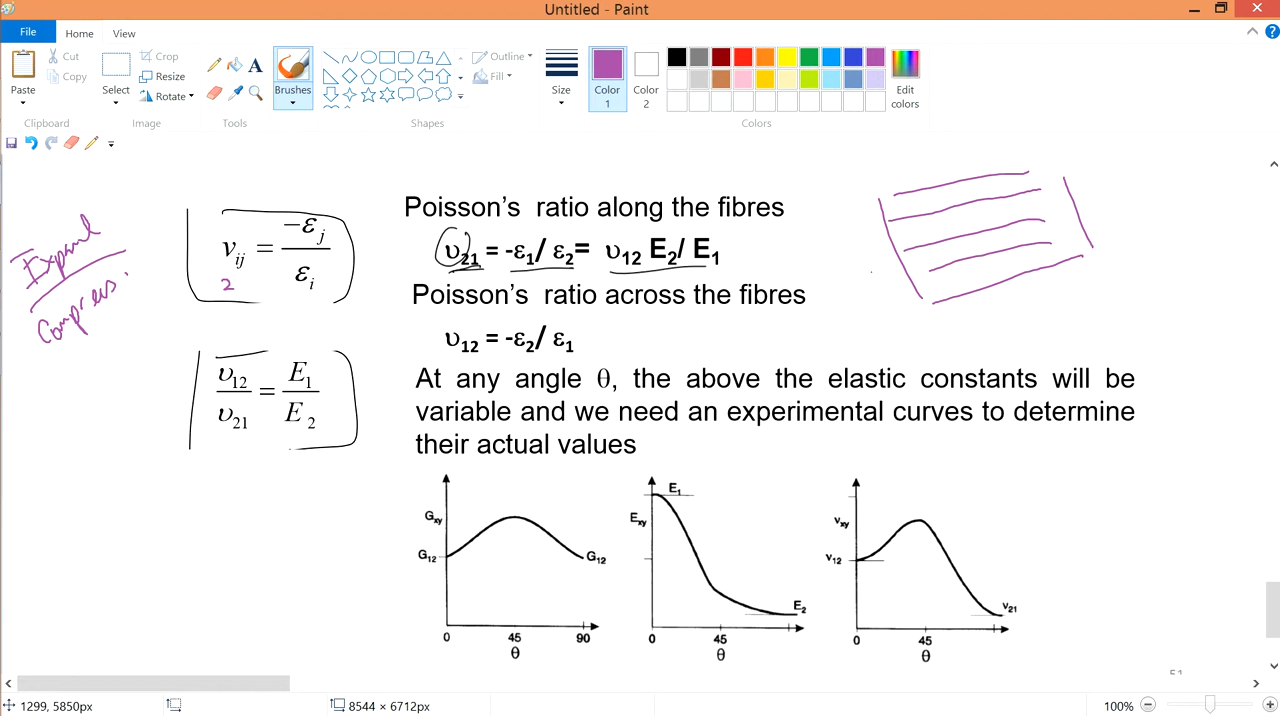 Untitled - Paint
File
Home
View
Paste
Cut
Copy
Clipboard
Select
Crop
Resize
Rotate
Image
A
Tools
Brushes
Outline
Fill
Shapes
Size
Color 1
Color 2
Edit colors
Colors
Expand
Compress
ν_ij = -ε_j / ε_i
2
υ12 / υ21 = E1 / E2
Poisson's ratio along the fibres
υ21 = -ε1/ ε2= υ12 E2/ E1
Poisson's ratio across the fibres
υ12 = -ε2/ ε1
At any angle θ, the above the elastic constants will be
variable and we need an experimental curves to determine
their actual values
Gxy
G12
G12
0 45 90
θ
E1
Exy
E2
0 45
θ
νxy
ν12
ν21
0 45
θ
1299, 5850px
8544 × 6712px
100%